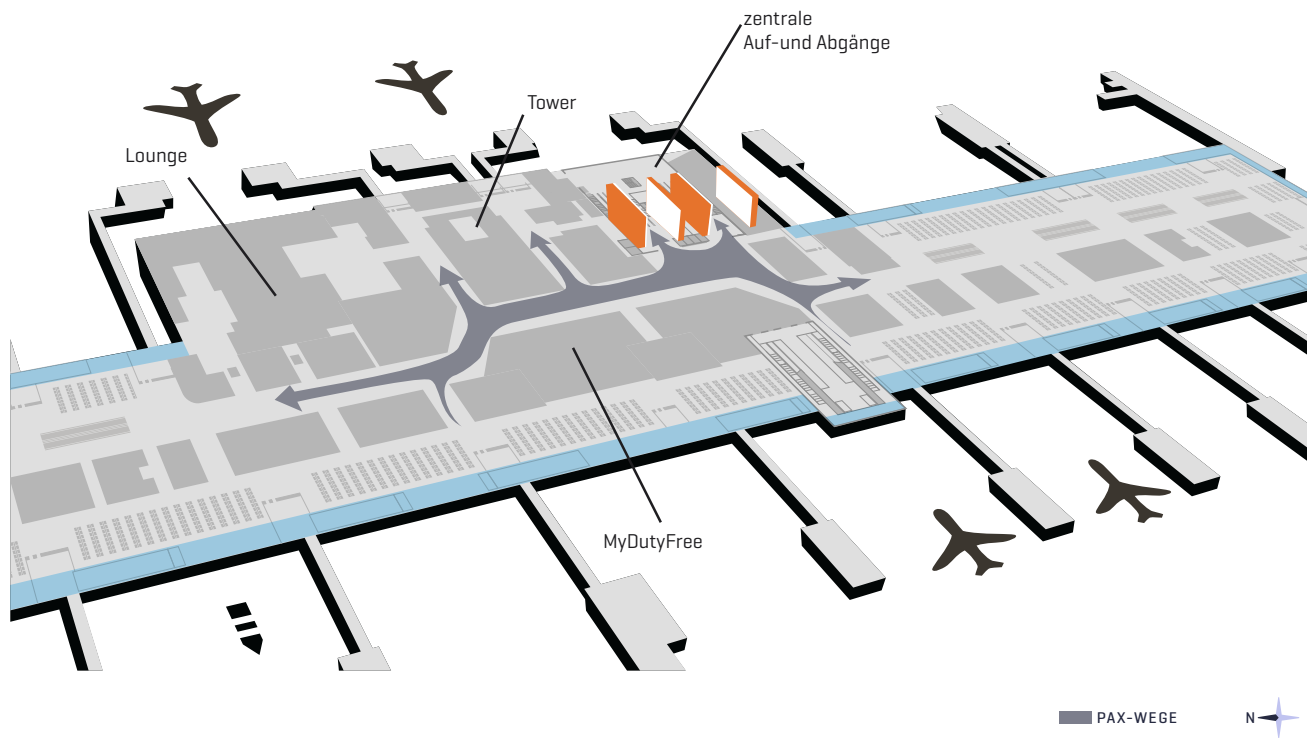 zentrale
Auf-und Abgänge
Tower
Lounge
MyDutyFree
PAX-WEGE
N